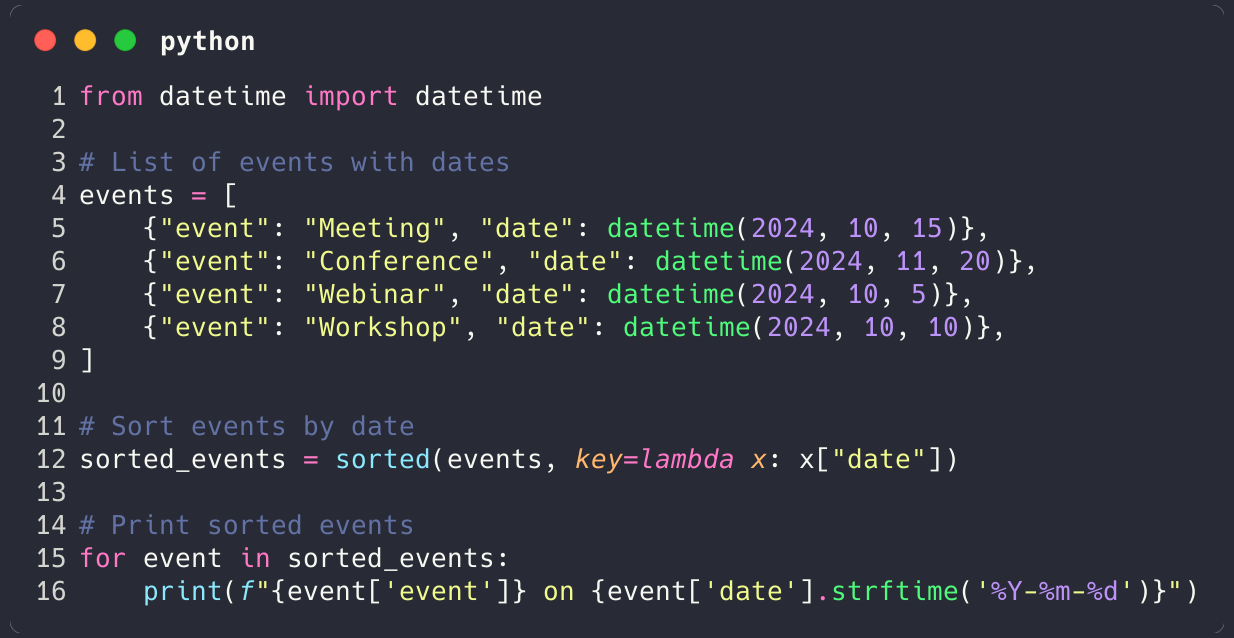 python
1 from datetime import datetime
2
3 # List of events with dates
4 events = [
5     {"event": "Meeting", "date": datetime(2024, 10, 15)},
6     {"event": "Conference", "date": datetime(2024, 11, 20)},
7     {"event": "Webinar", "date": datetime(2024, 10, 5)},
8     {"event": "Workshop", "date": datetime(2024, 10, 10)},
9 ]
10
11 # Sort events by date
12 sorted_events = sorted(events, key=lambda x: x["date"])
13
14 # Print sorted events
15 for event in sorted_events:
16     print(f"{event['event']} on {event['date'].strftime('%Y-%m-%d')}")